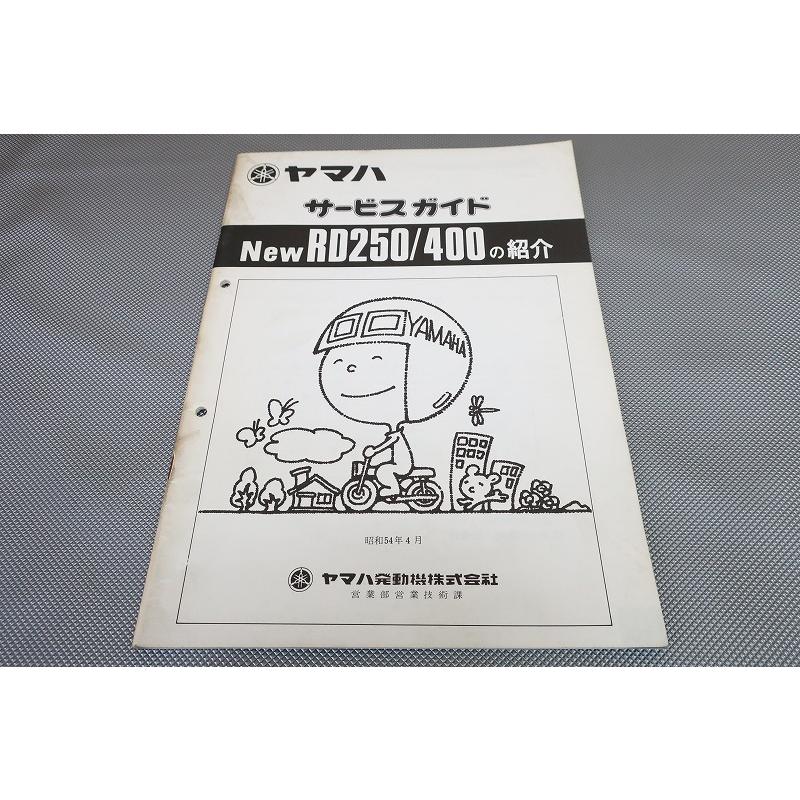 ヤマハ
サービスガイド
New RD250/400の紹介
YAMAHA
昭和54年4月
ヤマハ発動機株式会社
営業部営業技術課